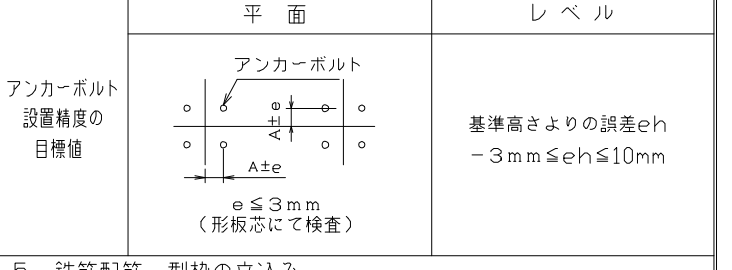 平 面
レ ベ ル
アンカーボルト
設置精度の
目標値
アンカーボルト
A±e
A±e
e≦3mm
(形板芯にて検査)
基準高さよりの誤差eh
-3mm≦eh≦10mm